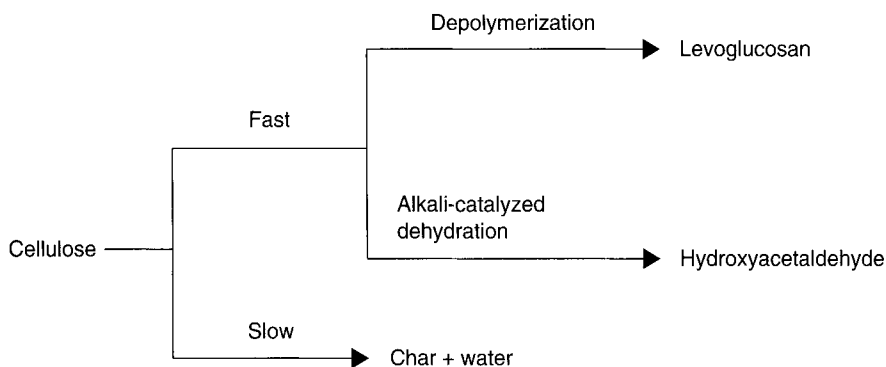 Depolymerization
Levoglucosan
Fast
Alkali-catalyzed
dehydration
Cellulose
Hydroxyacetaldehyde
Slow
Char + water